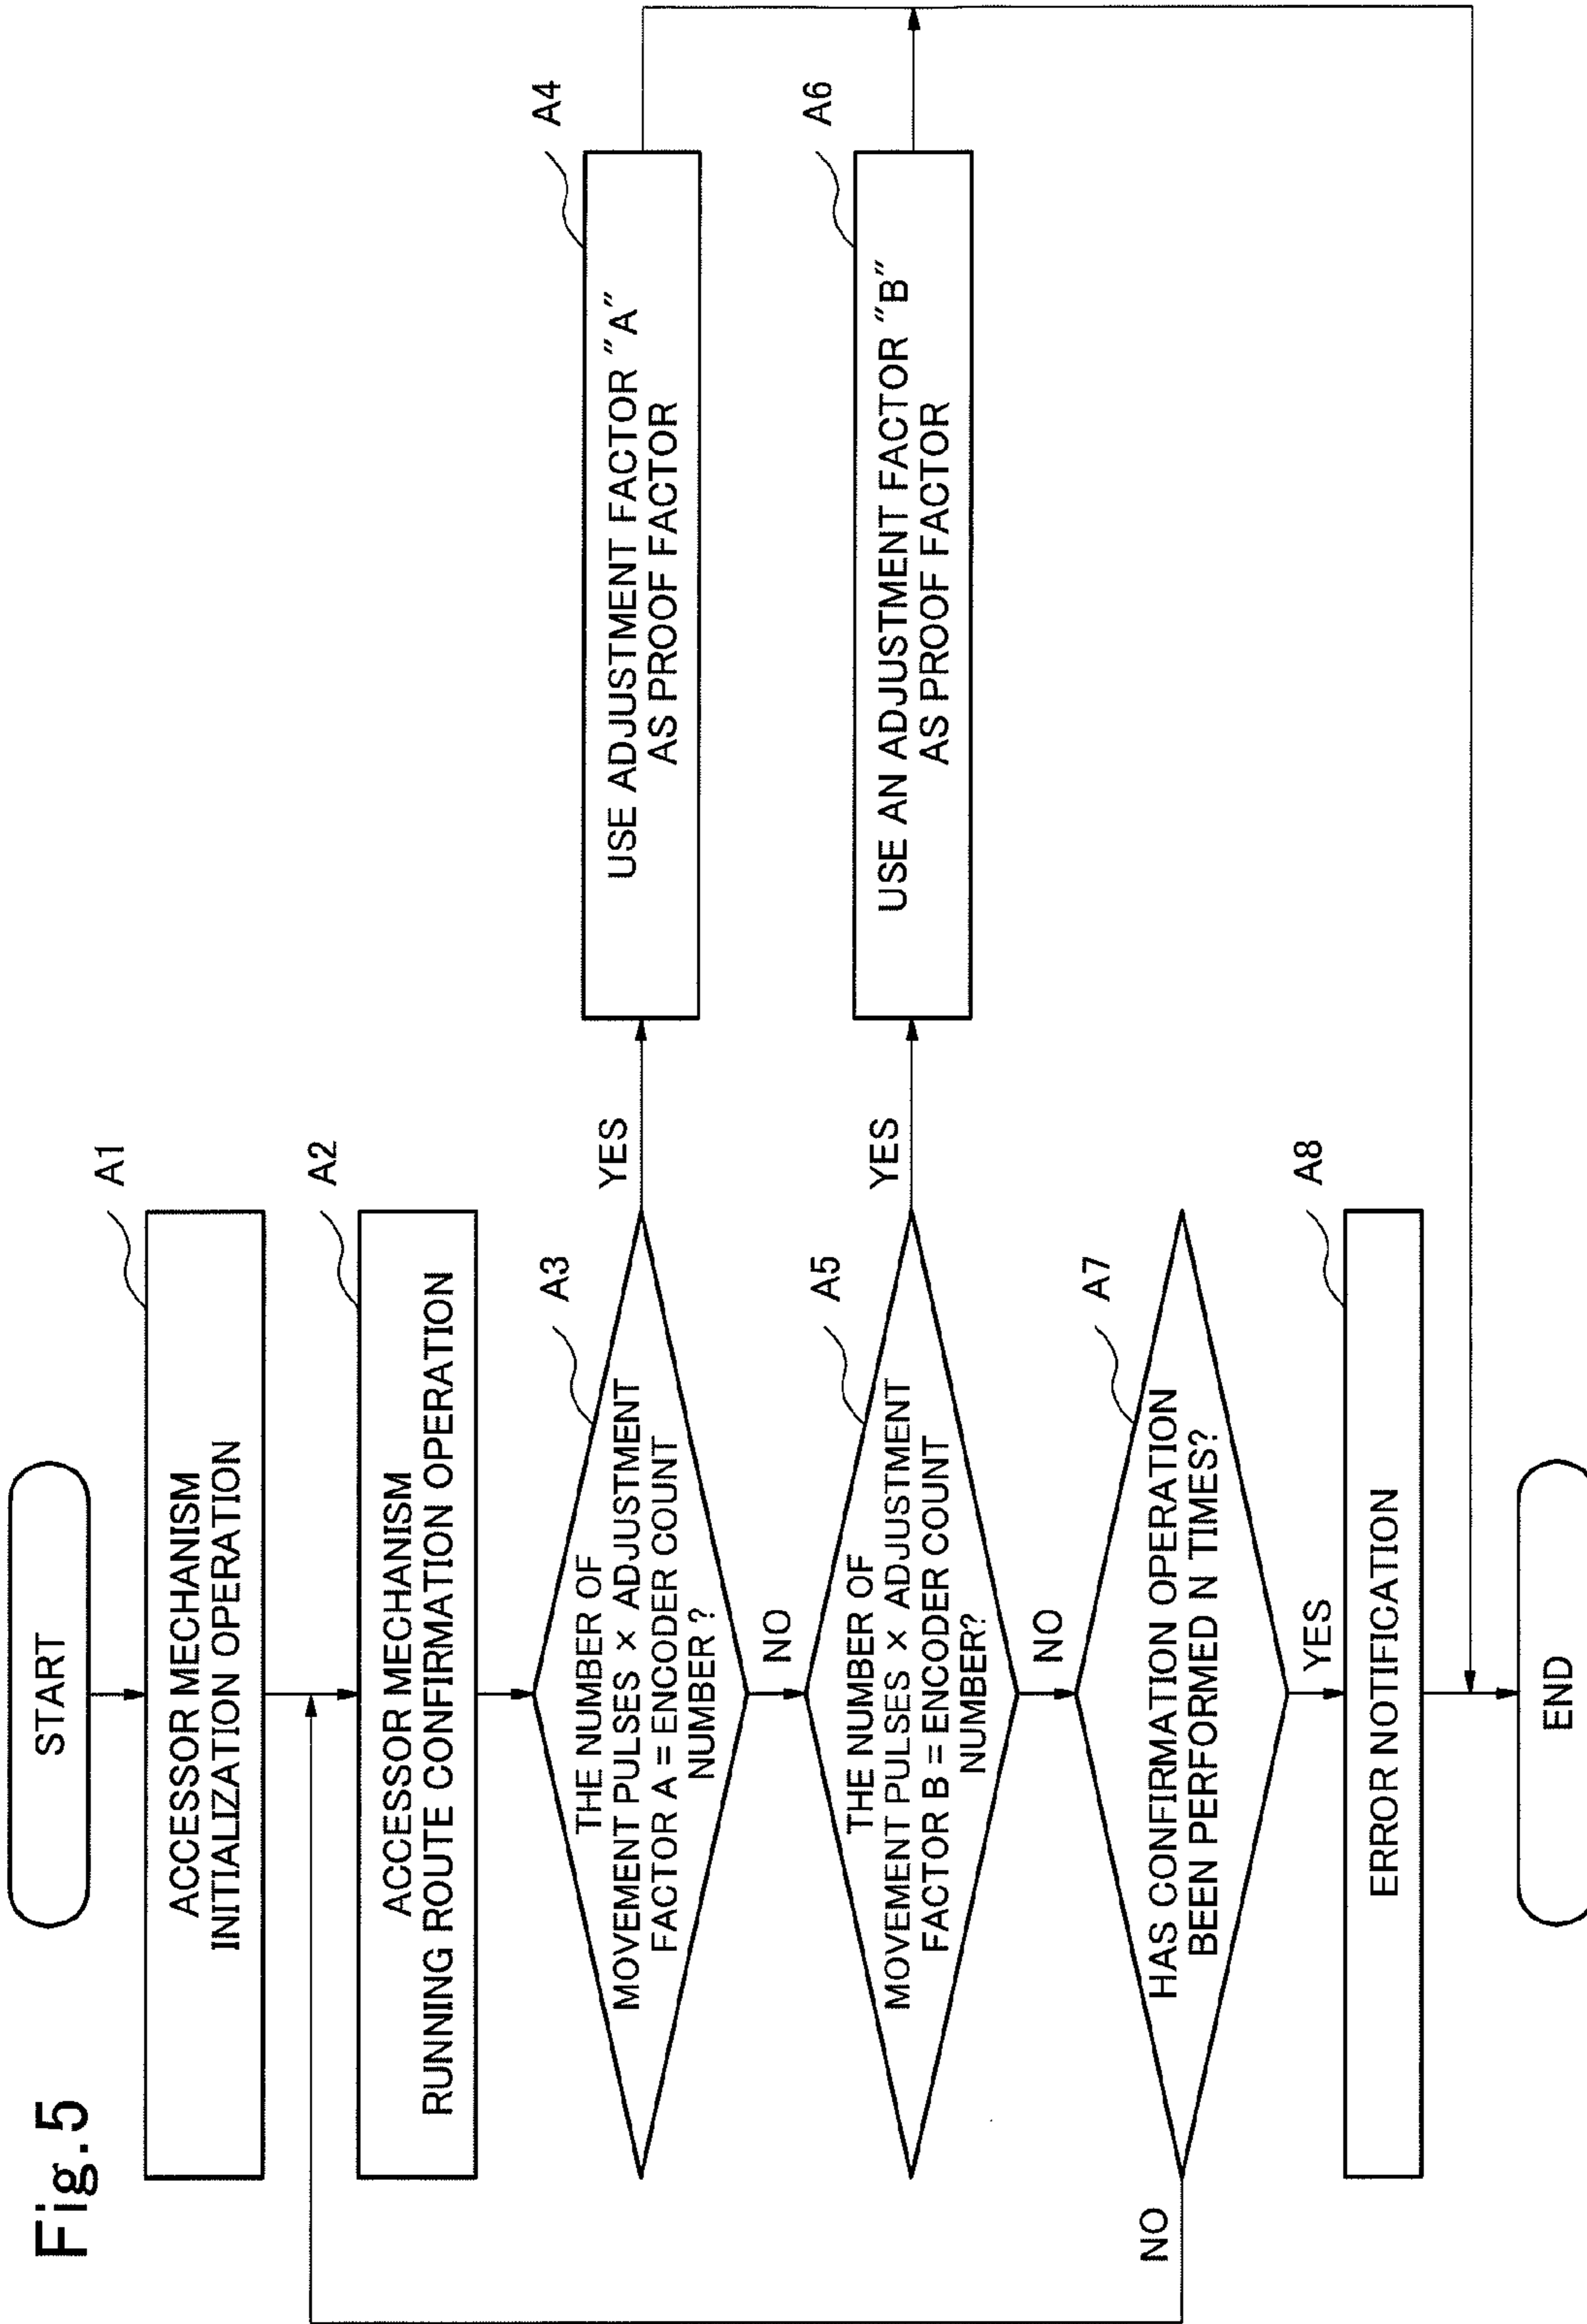 Fig.5
START
A1
ACCESSOR MECHANISM
INITIALIZATION OPERATION
A2
ACCESSOR MECHANISM
RUNNING ROUTE CONFIRMATION OPERATION
A3
THE NUMBER OF
MOVEMENT PULSES × ADJUSTMENT
FACTOR A = ENCODER COUNT
NUMBER ?
YES
A4
USE ADJUSTMENT FACTOR "A"
AS PROOF FACTOR
NO
A5
THE NUMBER OF
MOVEMENT PULSES × ADJUSTMENT
FACTOR B = ENCODER COUNT
NUMBER?
YES
A6
USE AN ADJUSTMENT FACTOR "B"
AS PROOF FACTOR
NO
A7
HAS CONFIRMATION OPERATION
BEEN PERFORMED N TIMES?
NO
YES
A8
ERROR NOTIFICATION
END